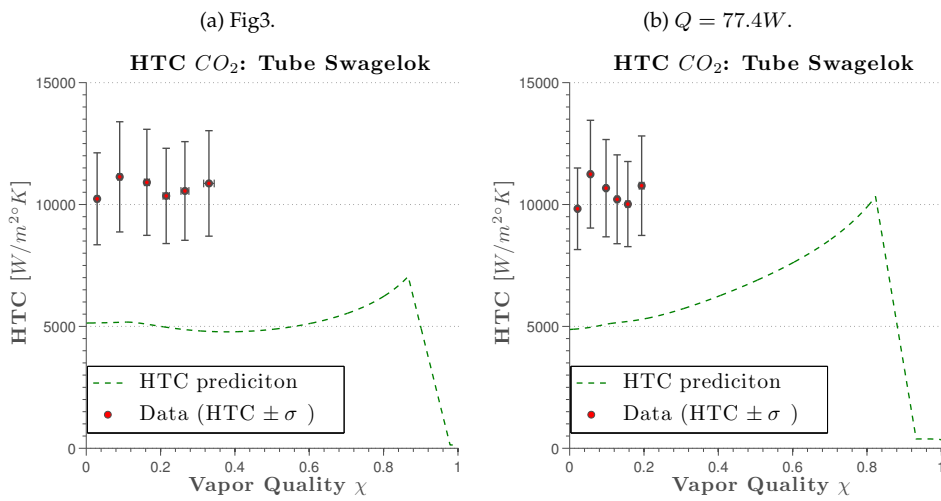 (a) Fig3.
(b) Q = 77.4W.
HTC CO₂: Tube Swagelok
15000
10000
5000
0
HTC [W/m²°K]
HTC prediciton
Data (HTC ± σ )
0 0.2 0.4 0.6 0.8 1
Vapor Quality χ
HTC CO₂: Tube Swagelok
15000
10000
5000
0
HTC [W/m²°K]
HTC prediciton
Data (HTC ± σ )
0 0.2 0.4 0.6 0.8 1
Vapor Quality χ